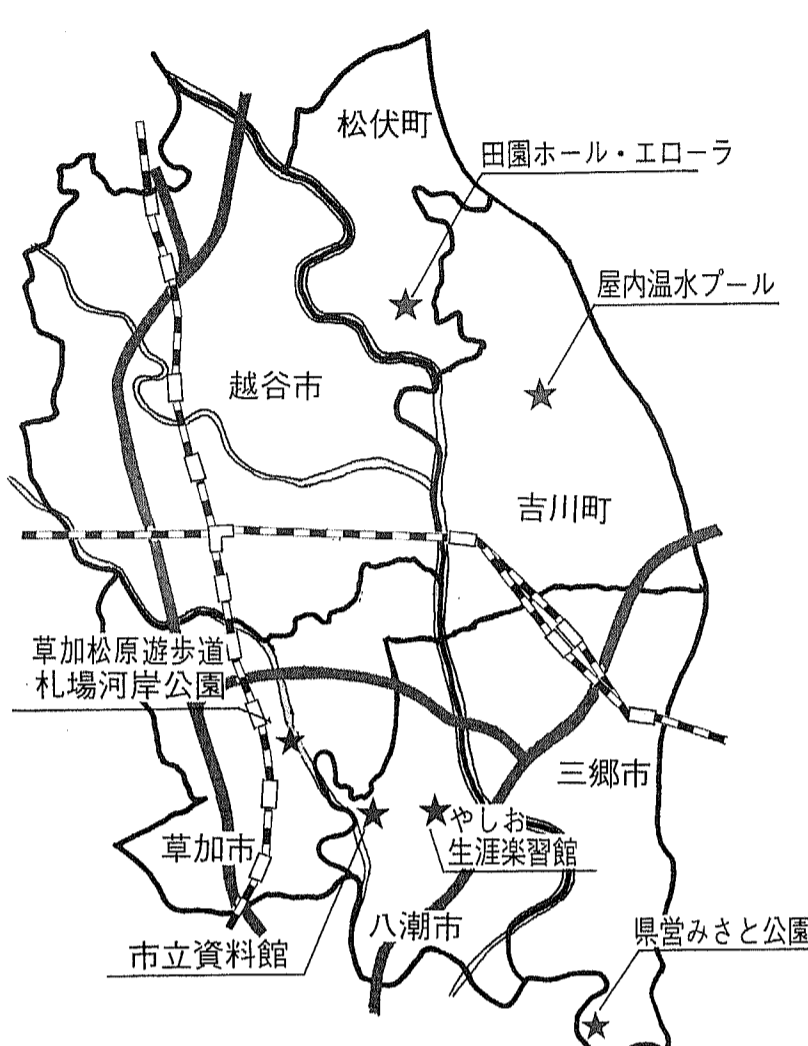 松伏町
田園ホール・エローラ
屋内温水プール
越谷市
吉川町
草加松原遊歩道
札場河岸公園
三郷市
やしお
生涯楽習館
草加市
八潮市
市立資料館
県営みさと公園